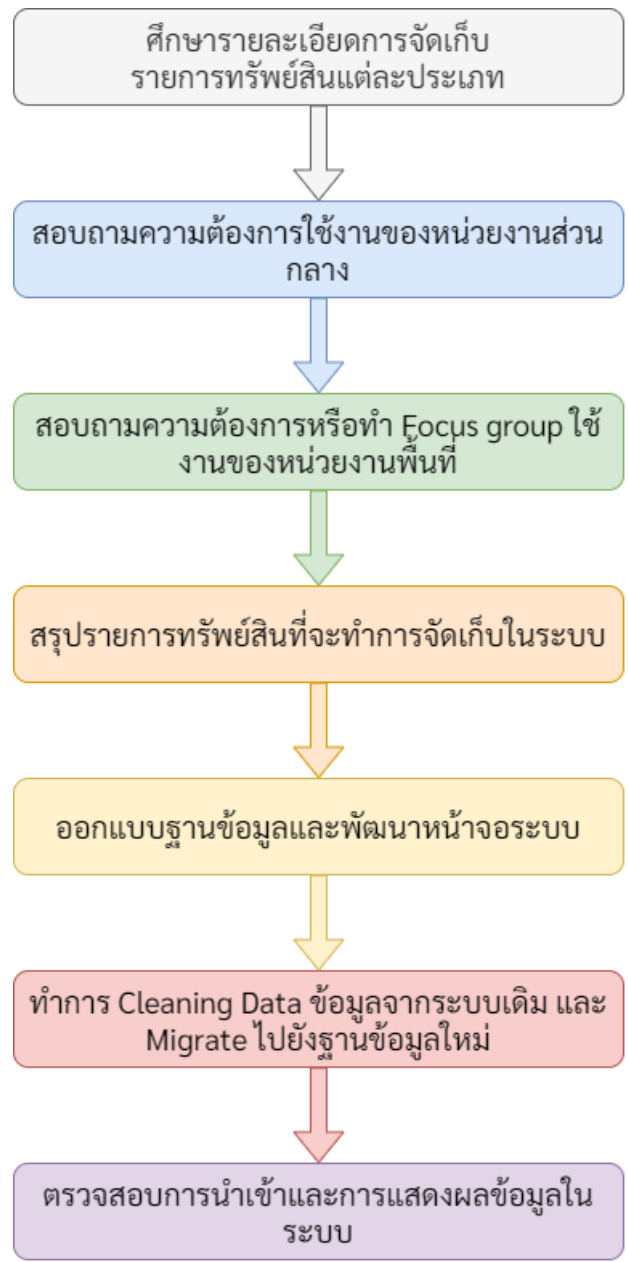 ศึกษารายละเอียดการจัดเก็บ
รายการทรัพย์สินแต่ละประเภท
สอบถามความต้องการใช้งานของหน่วยงานส่วน
กลาง
สอบถามความต้องการหรือทำ Focus group ใช้
งานของหน่วยงานพื้นที่
สรุปรายการทรัพย์สินที่จะทำการจัดเก็บในระบบ
ออกแบบฐานข้อมูลและพัฒนาหน้าจอระบบ
ทำการ Cleaning Data ข้อมูลจากระบบเดิม และ
Migrate ไปยังฐานข้อมูลใหม่
ตรวจสอบการนำเข้าและการแสดงผลข้อมูลใน
ระบบ